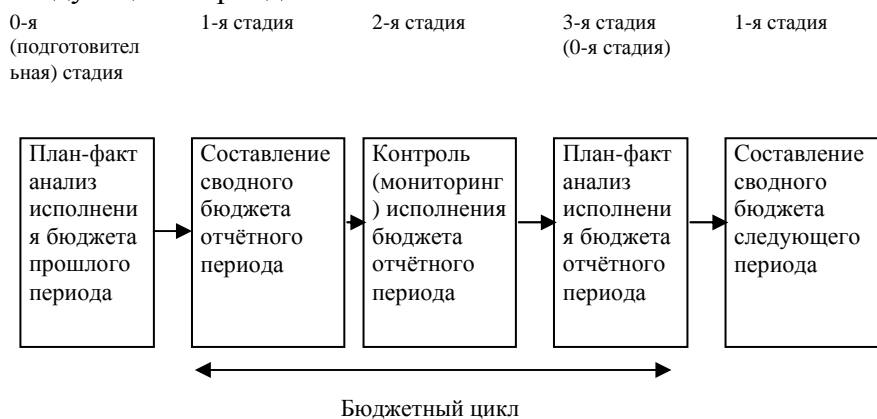 0-я
(подготовител
ьная) стадия
1-я стадия
2-я стадия
3-я стадия
(0-я стадия)
1-я стадия
План-факт
анализ
исполнени
я бюджета
прошлого
периода
Составление
сводного
бюджета
отчётного
периода
Контроль
(мониторинг
) исполнения
бюджета
отчётного
периода
План-факт
анализ
исполнени
я бюджета
отчётного
периода
Составление
сводного
бюджета
следующего
периода
Бюджетный цикл